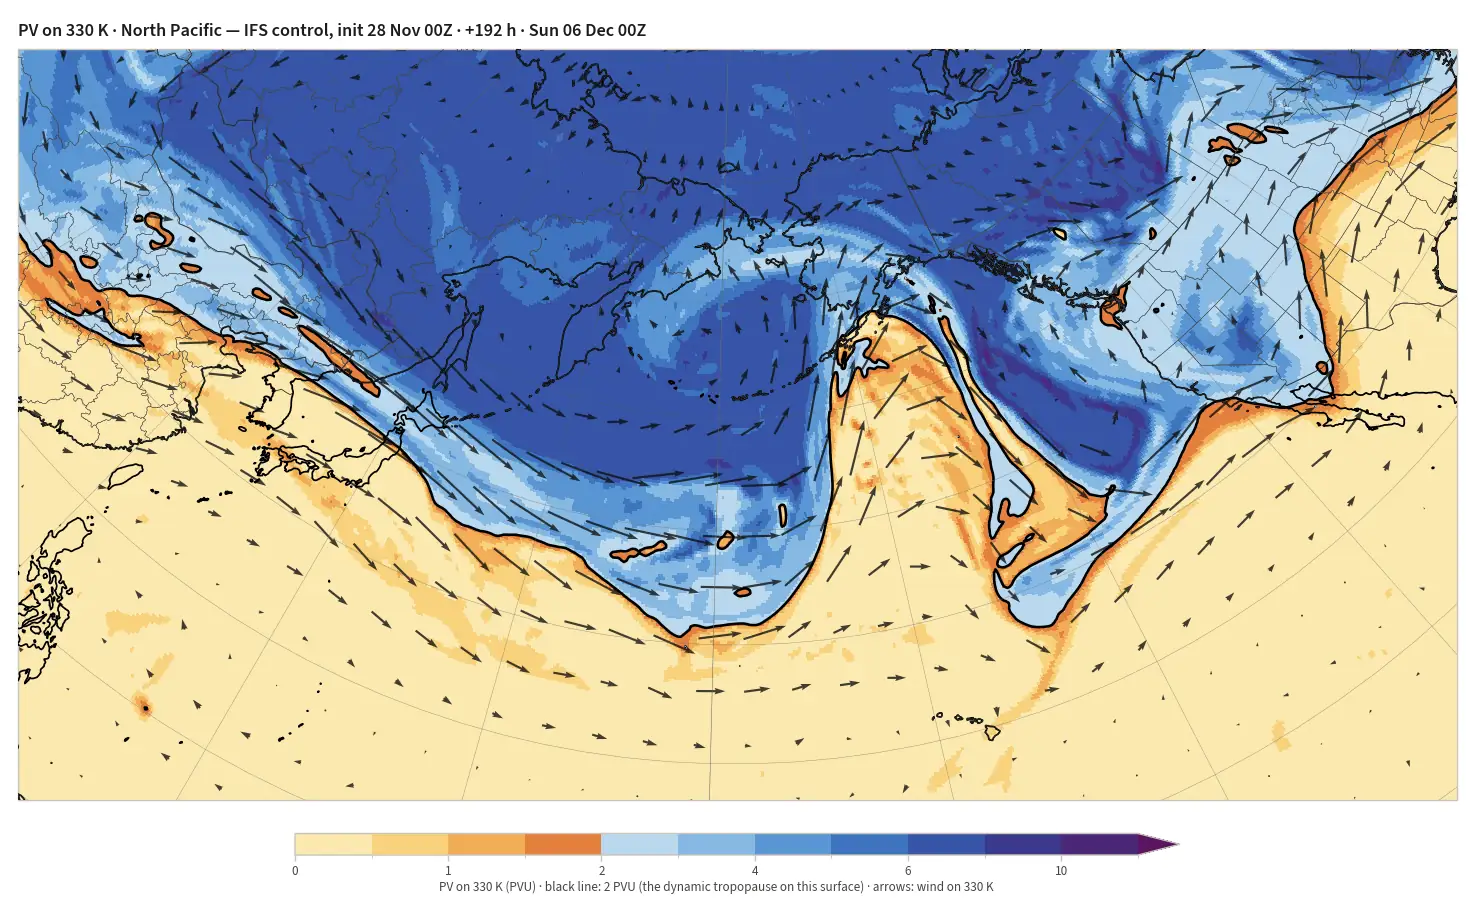 PV on 330 K · North Pacific — IFS control, init 28 Nov 00Z · +192 h · Sun 06 Dec 00Z
0 1 2 4 6 10
PV on 330 K (PVU) · black line: 2 PVU (the dynamic tropopause on this surface) · arrows: wind on 330 K